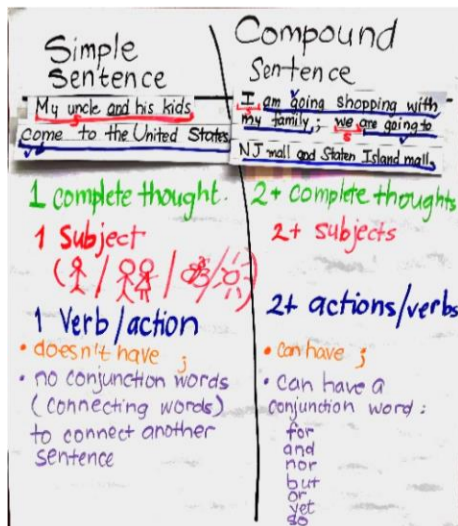 Simple
Sentence
My uncle and his kids
come to the United States
1 complete thought.
1 Subject
( / / / )
1 Verb/action
• doesn't have ;
• no conjunction words
(connecting words)
to connect another
sentence
Compound
Sentence
I am going shopping with
my family; we are going to
NJ mall and Staten Island mall.
S
V
S
S
2+ complete thoughts
2+ subjects
2+ actions/verbs
• can have ;
• can have a
conjunction word:
for
and
nor
but
or
yet
so